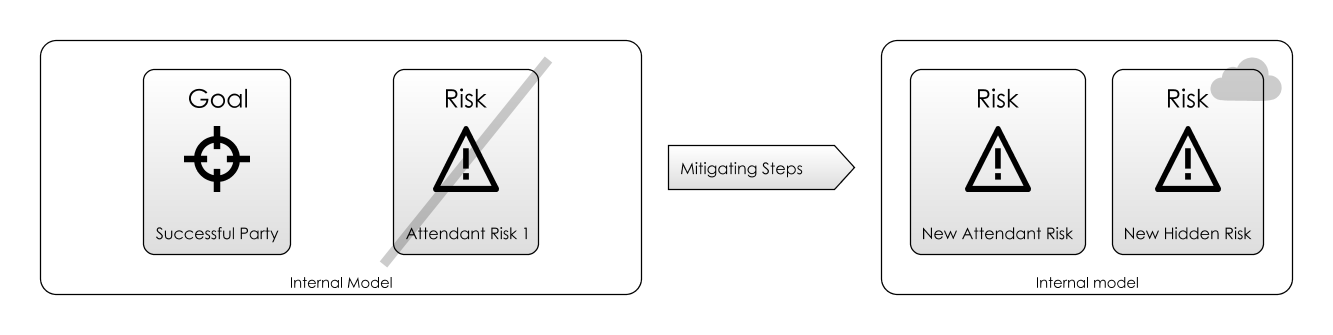 Goal
Successful Party
Risk
Attendant Risk 1
Internal Model
Mitigating Steps
Risk
New Attendant Risk
Risk
New Hidden Risk
Internal model